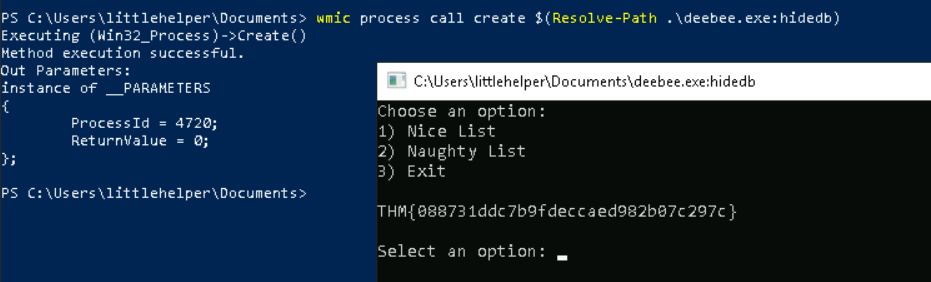 PS C:\Users\littlehelper\Documents> wmic process call create $(Resolve-Path .\deebee.exe:hidedb)
Executing (Win32_Process)->Create()
Method execution successful.
Out Parameters:
instance of __PARAMETERS
{
        ProcessId = 4720;
        ReturnValue = 0;
};
PS C:\Users\littlehelper\Documents>
C:\Users\littlehelper\Documents\deebee.exe:hidedb
Choose an option:
1) Nice List
2) Naughty List
3) Exit
THM{088731ddc7b9fdeccaed982b07c297c}
Select an option: